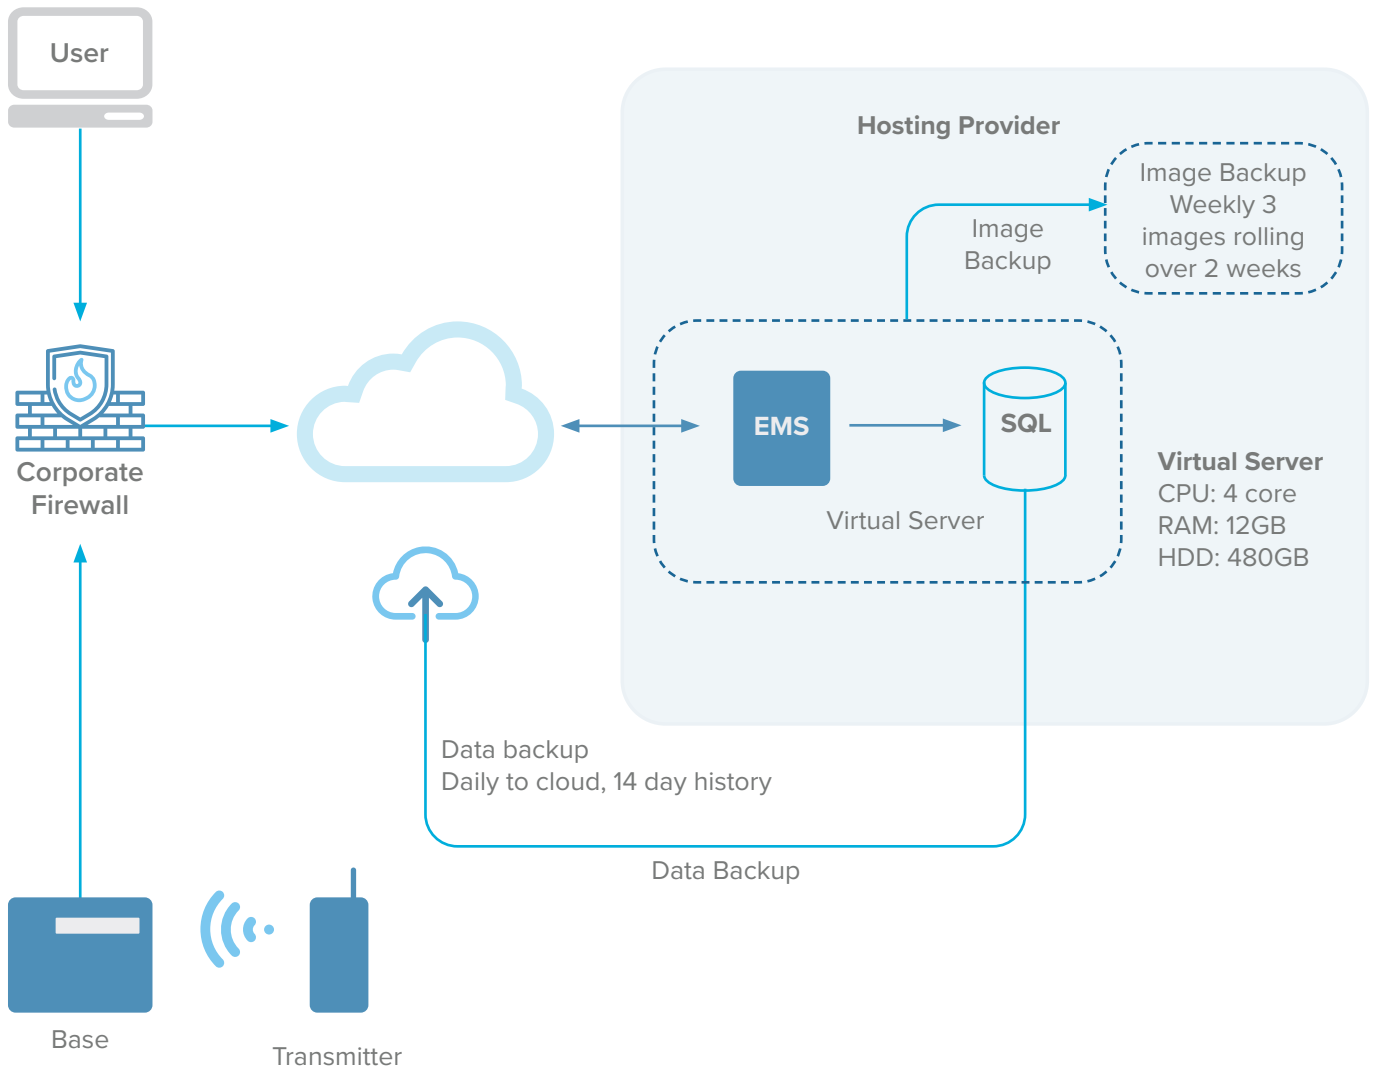 User
Hosting Provider
Image Backup
Weekly 3
images rolling
over 2 weeks
Image
Backup
EMS
SQL
Virtual Server
Virtual Server
CPU: 4 core
RAM: 12GB
HDD: 480GB
Corporate
Firewall
Data backup
Daily to cloud, 14 day history
Data Backup
Base
Transmitter